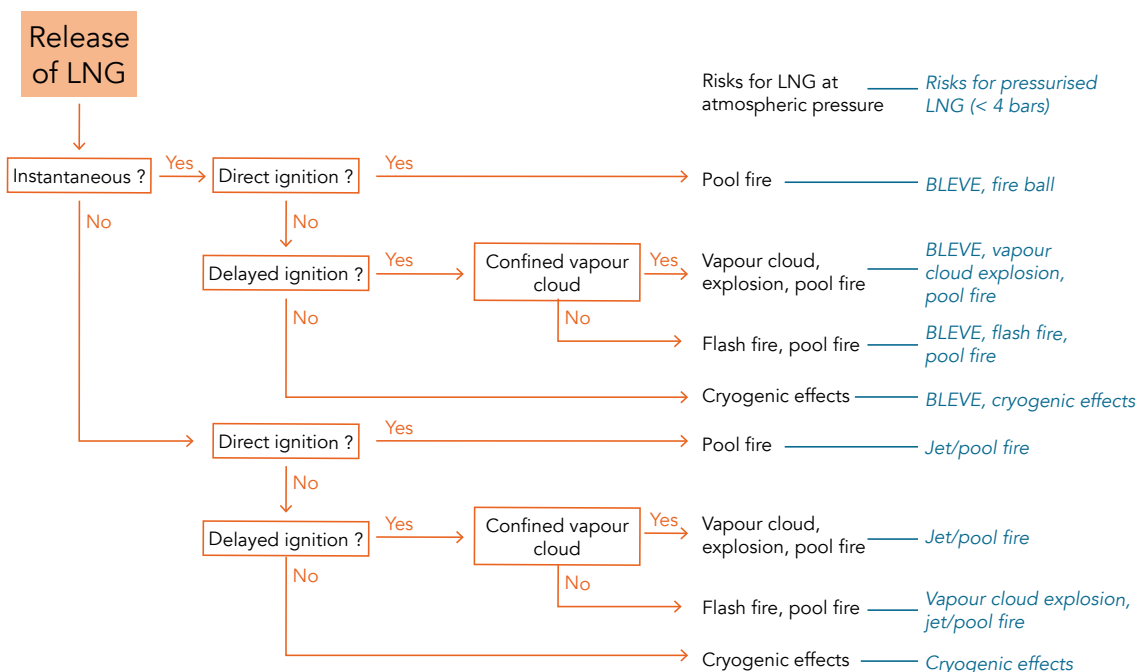 Release
of LNG
Risks for LNG at
atmospheric pressure
Risks for pressurised
LNG (< 4 bars)
Instantaneous ?
Yes
Direct ignition ?
Yes
Pool fire
BLEVE, fire ball
No
No
Delayed ignition ?
Yes
Confined vapour
cloud
Yes
Vapour cloud,
explosion, pool fire
BLEVE, vapour
cloud explosion,
pool fire
No
No
Flash fire, pool fire
BLEVE, flash fire,
pool fire
Cryogenic effects
BLEVE, cryogenic effects
Direct ignition ?
Yes
Pool fire
Jet/pool fire
No
Delayed ignition ?
Yes
Confined vapour
cloud
Yes
Vapour cloud,
explosion, pool fire
Jet/pool fire
No
No
Flash fire, pool fire
Vapour cloud explosion,
jet/pool fire
Cryogenic effects
Cryogenic effects